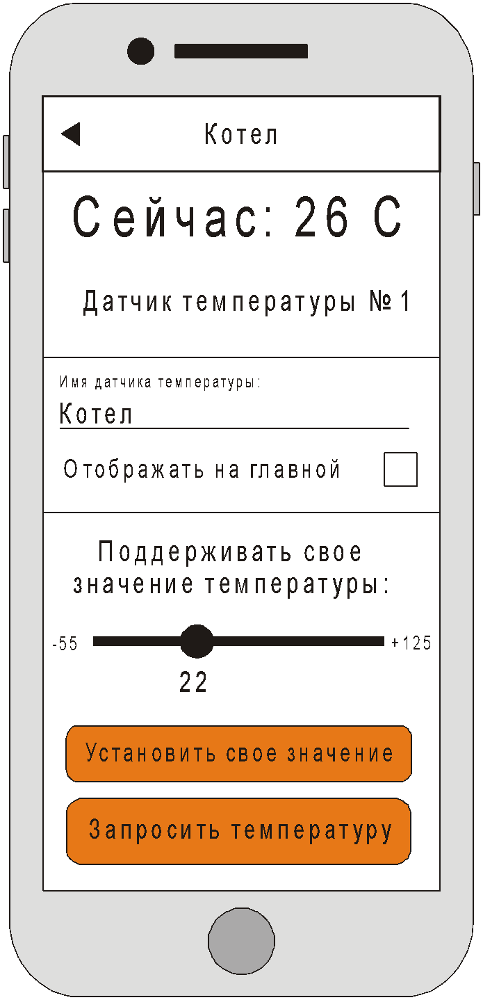 Котел
Сейчас: 26 С
Датчик температуры № 1
Имя датчика температуры:
Котел
Отображать на главной
Поддерживать свое
значение температуры:
-55
+125
22
Установить свое значение
Запросить температуру